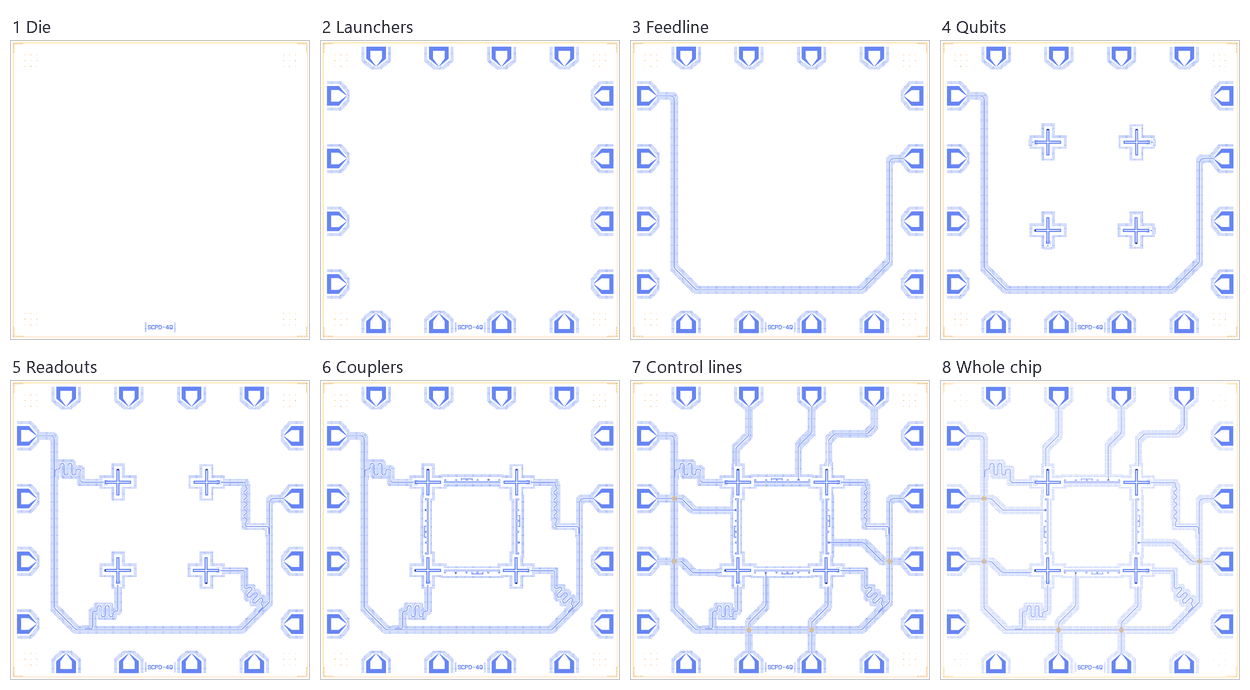 1 Die
2 Launchers
3 Feedline
4 Qubits
SCPD-4Q
SCPD-4Q
SCPD-4Q
SCPD-4Q
5 Readouts
6 Couplers
7 Control lines
8 Whole chip
SCPD-4Q
SCPD-4Q
SCPD-4Q
SCPD-4Q